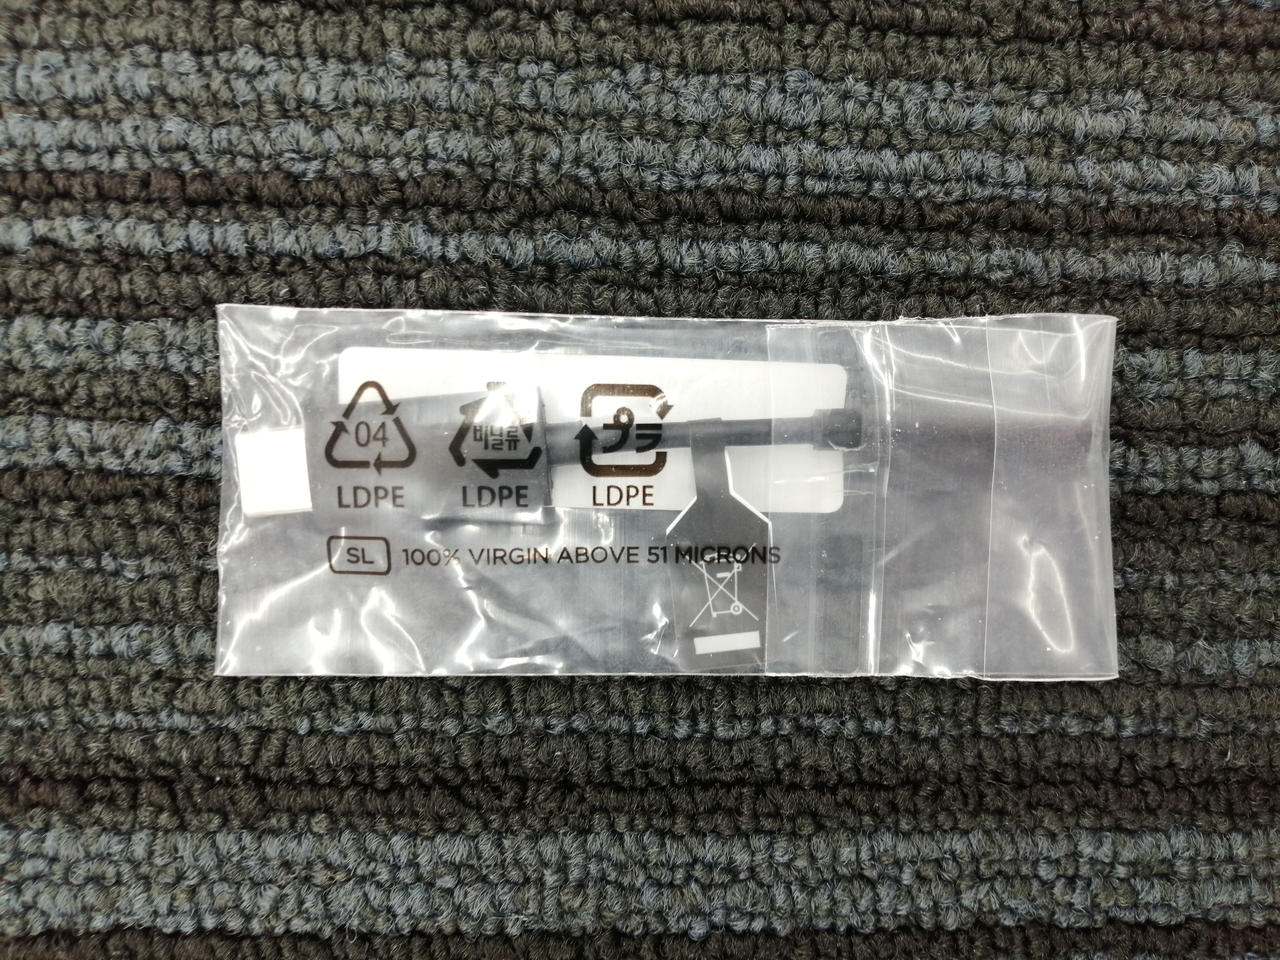 04 비닐류 プラ
LDPE LDPE LDPE
SL 100% VIRGIN ABOVE 51 MICRONS